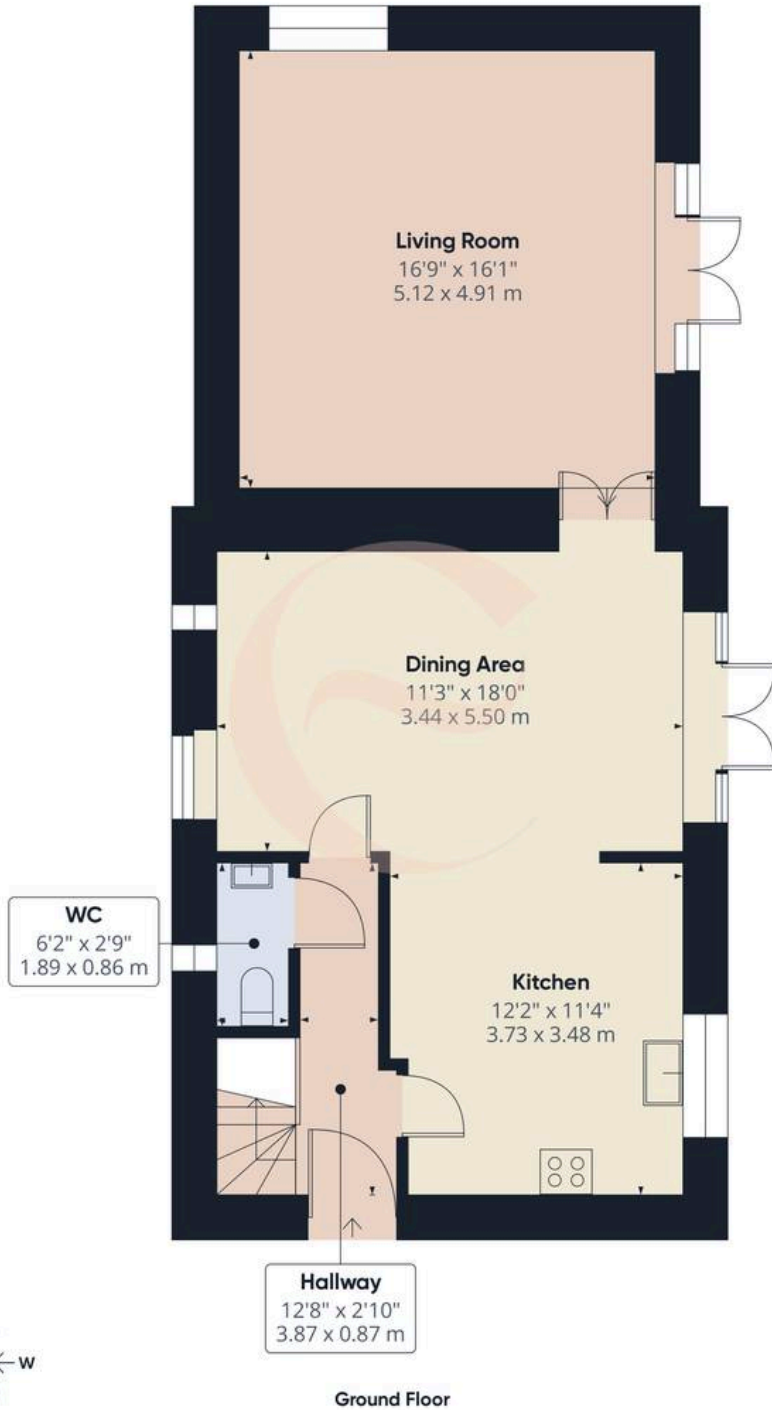 Living Room
16'9" x 16'1"
5.12 x 4.91 m
Dining Area
11'3" x 18'0"
3.44 x 5.50 m
WC
6'2" x 2'9"
1.89 x 0.86 m
Kitchen
12'2" x 11'4"
3.73 x 3.48 m
Hallway
12'8" x 2'10"
3.87 x 0.87 m
W
Ground Floor